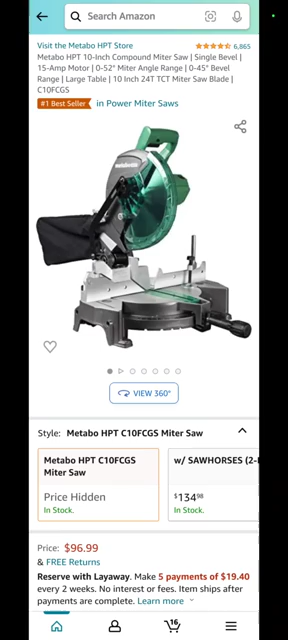 Search Amazon
Visit the Metabo HPT Store
6,865
Metabo HPT 10-Inch Compound Miter Saw | Single Bevel |
15-Amp Motor | 0-52° Miter Angle Range | 0-45° Bevel
Range | Large Table | 10 Inch 24T TCT Miter Saw Blade |
C10FCGS
#1 Best Seller in Power Miter Saws
VIEW 360°
Style: Metabo HPT C10FCGS Miter Saw
Metabo HPT C10FCGS
Miter Saw
Price Hidden
In Stock.
w/ SAWHORSES (2-
$13498
In Stock.
Price: $96.99
& FREE Returns
Reserve with Layaway. Make 5 payments of $19.40
every 2 weeks. No interest or fees. Item ships after
payments are complete. Learn more
16